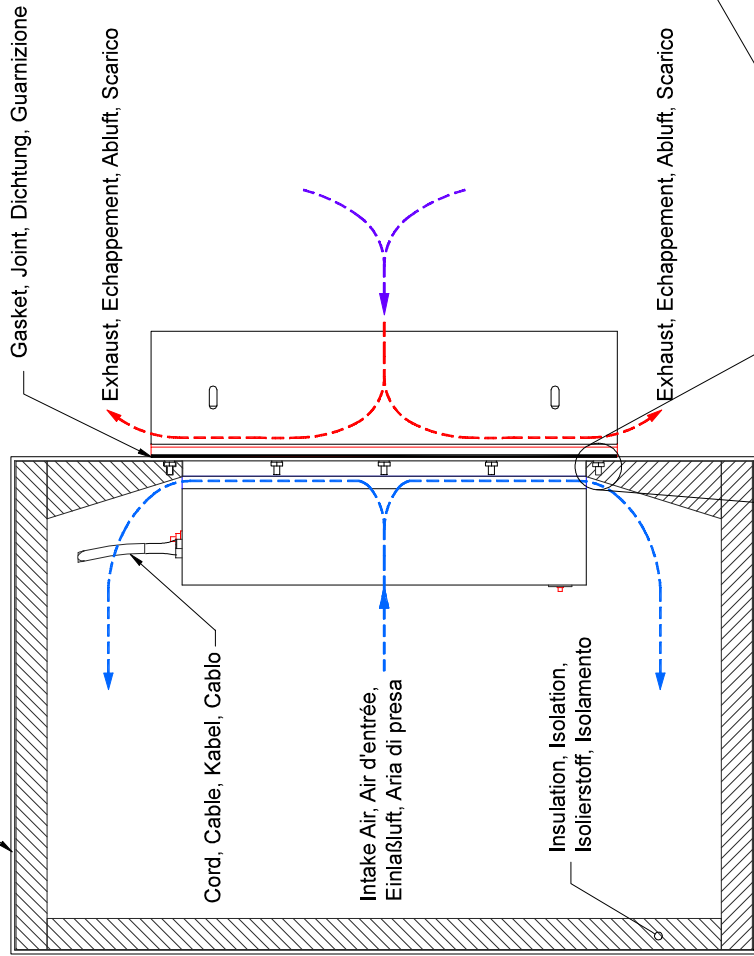 Gasket, Joint, Dichtung, Guarnizione
Exhaust, Echappement, Abluft, Scarico
Cord, Cable, Kabel, Cablo
Intake Air, Air d'entrée,
Einlaßluft, Aria di presa
Insulation, Isolation,
Isolierstoff, Isolamento
Exhaust, Echappement, Abluft, Scarico